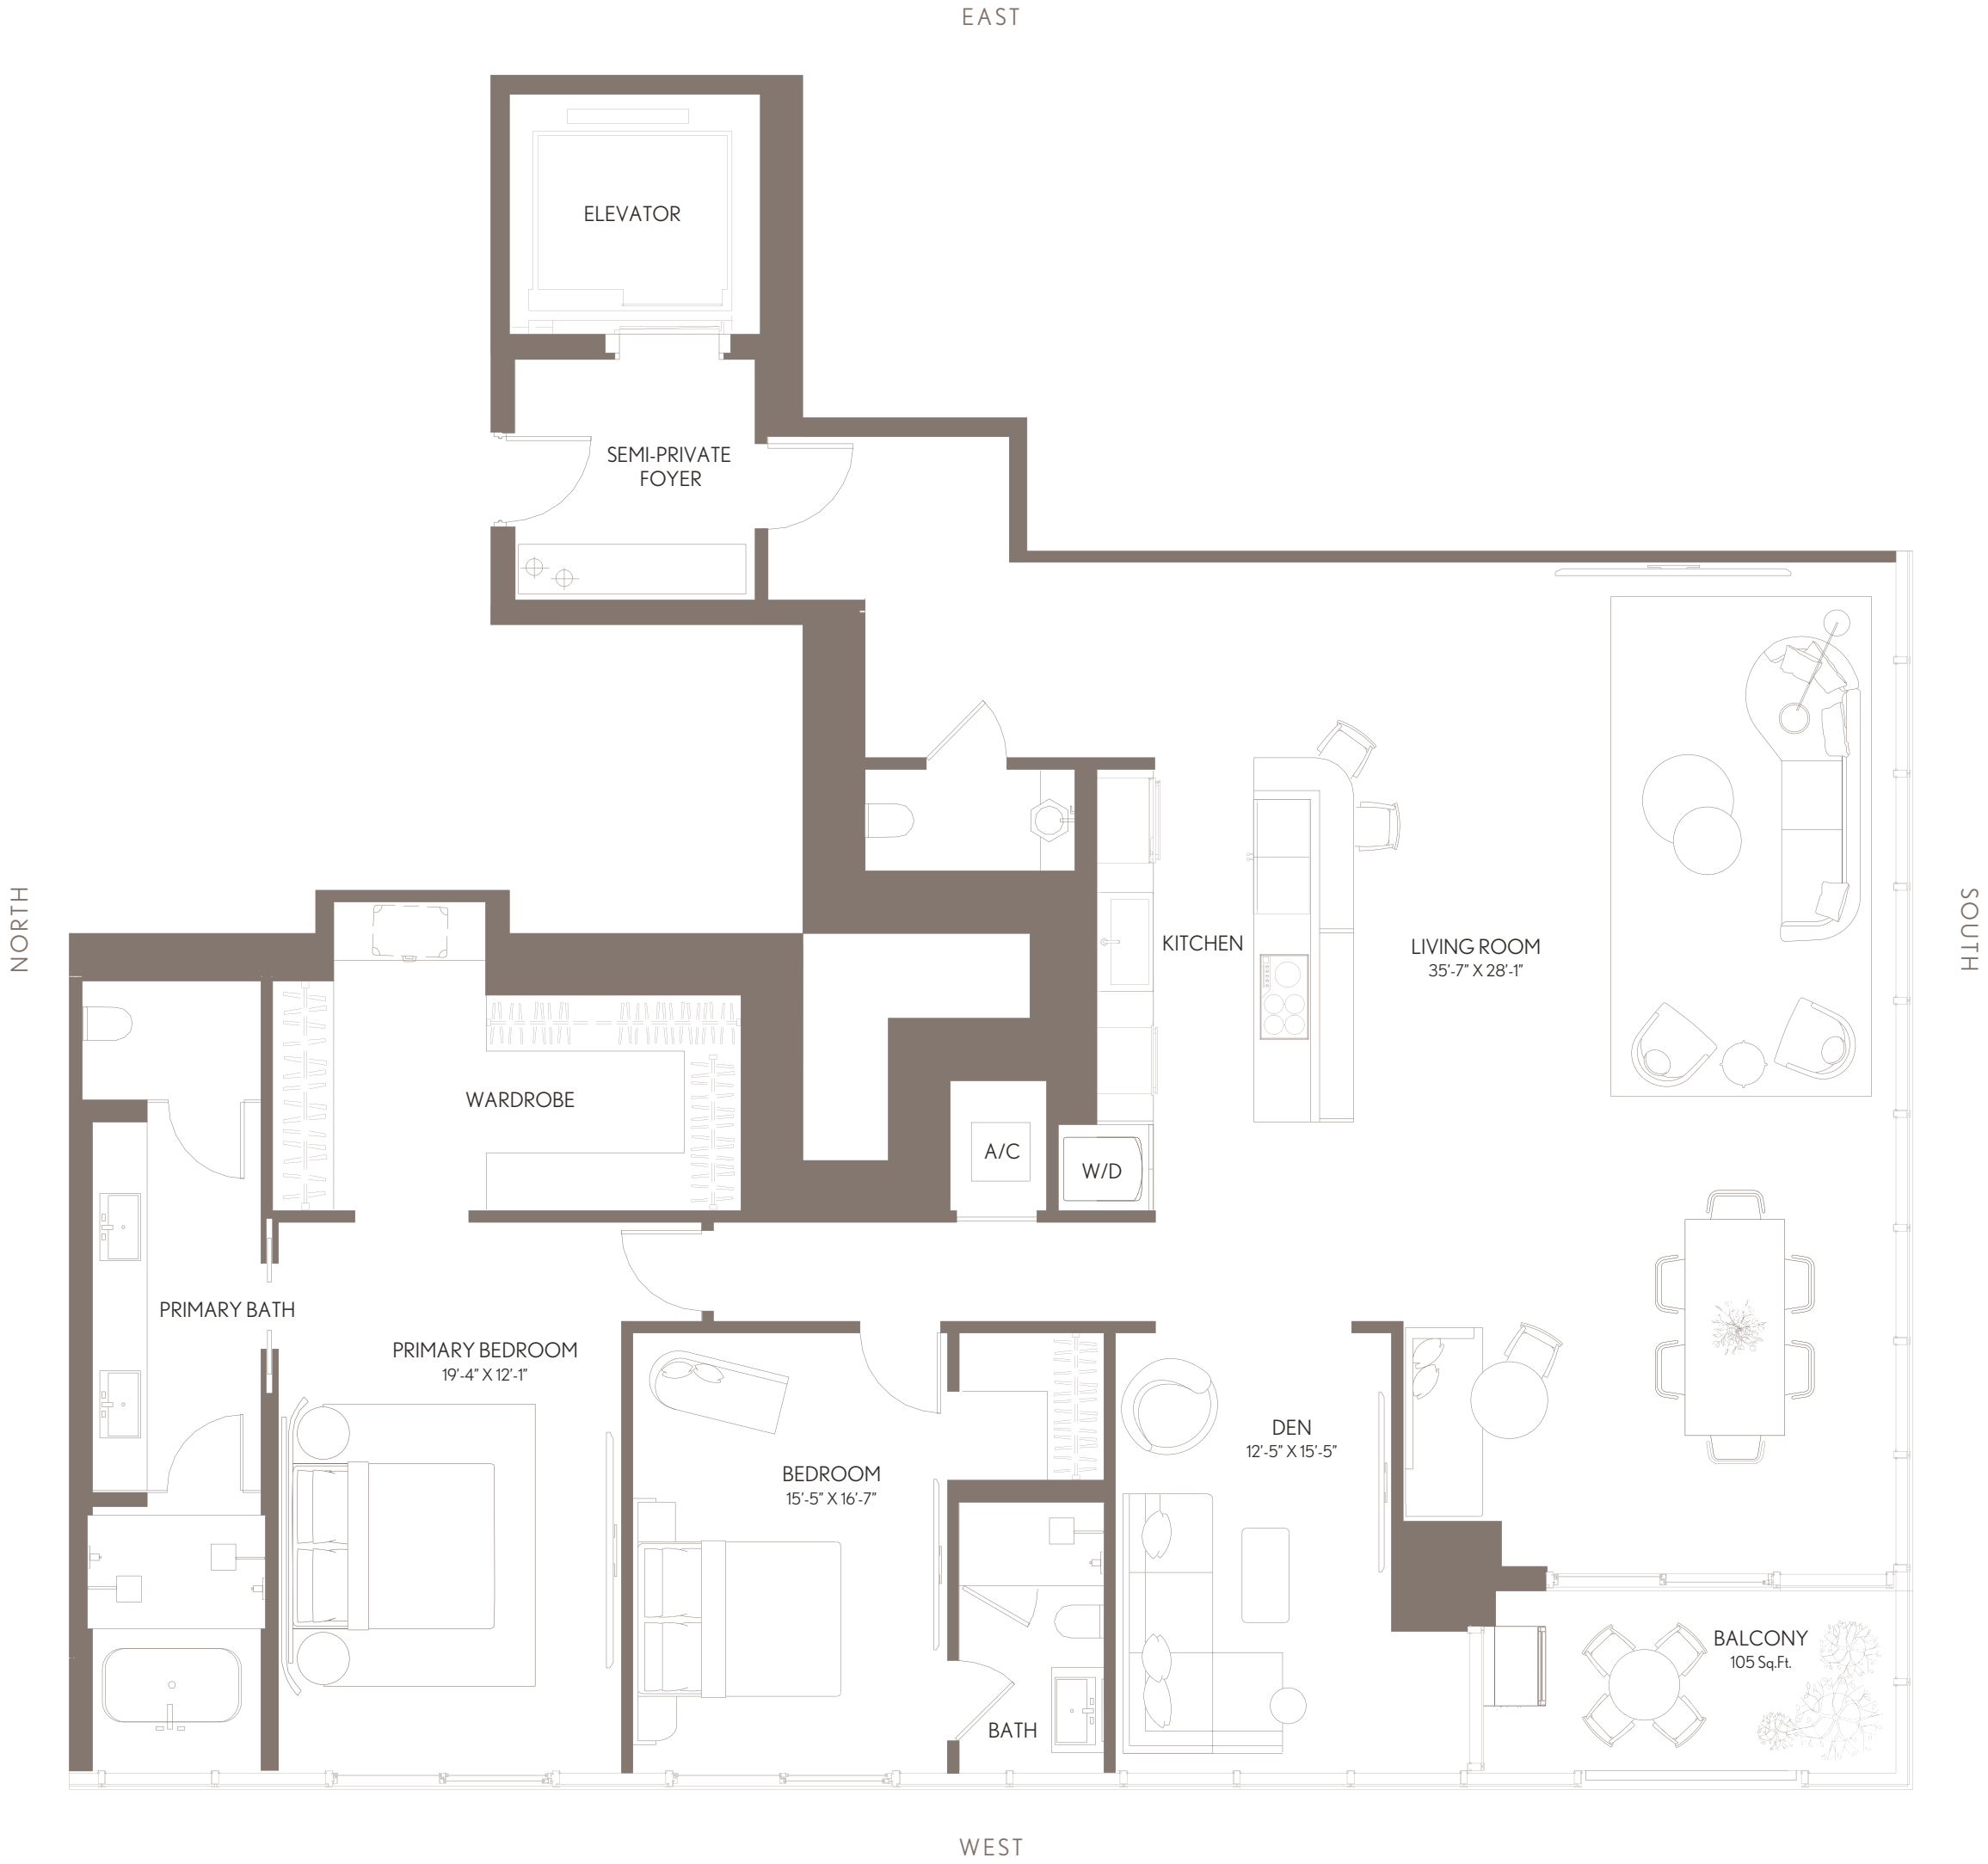 EAST
ELEVATOR
SEMI-PRIVATE
FOYER
NORTH
SOUTH
KITCHEN
LIVING ROOM
35'-7" X 28'-1"
WARDROBE
A/C
W/D
PRIMARY BATH
PRIMARY BEDROOM
19'-4" X 12'-1"
DEN
12'-5" X 15'-5"
BEDROOM
15'-5" X 16'-7"
BALCONY
105 Sq.Ft.
BATH
WEST